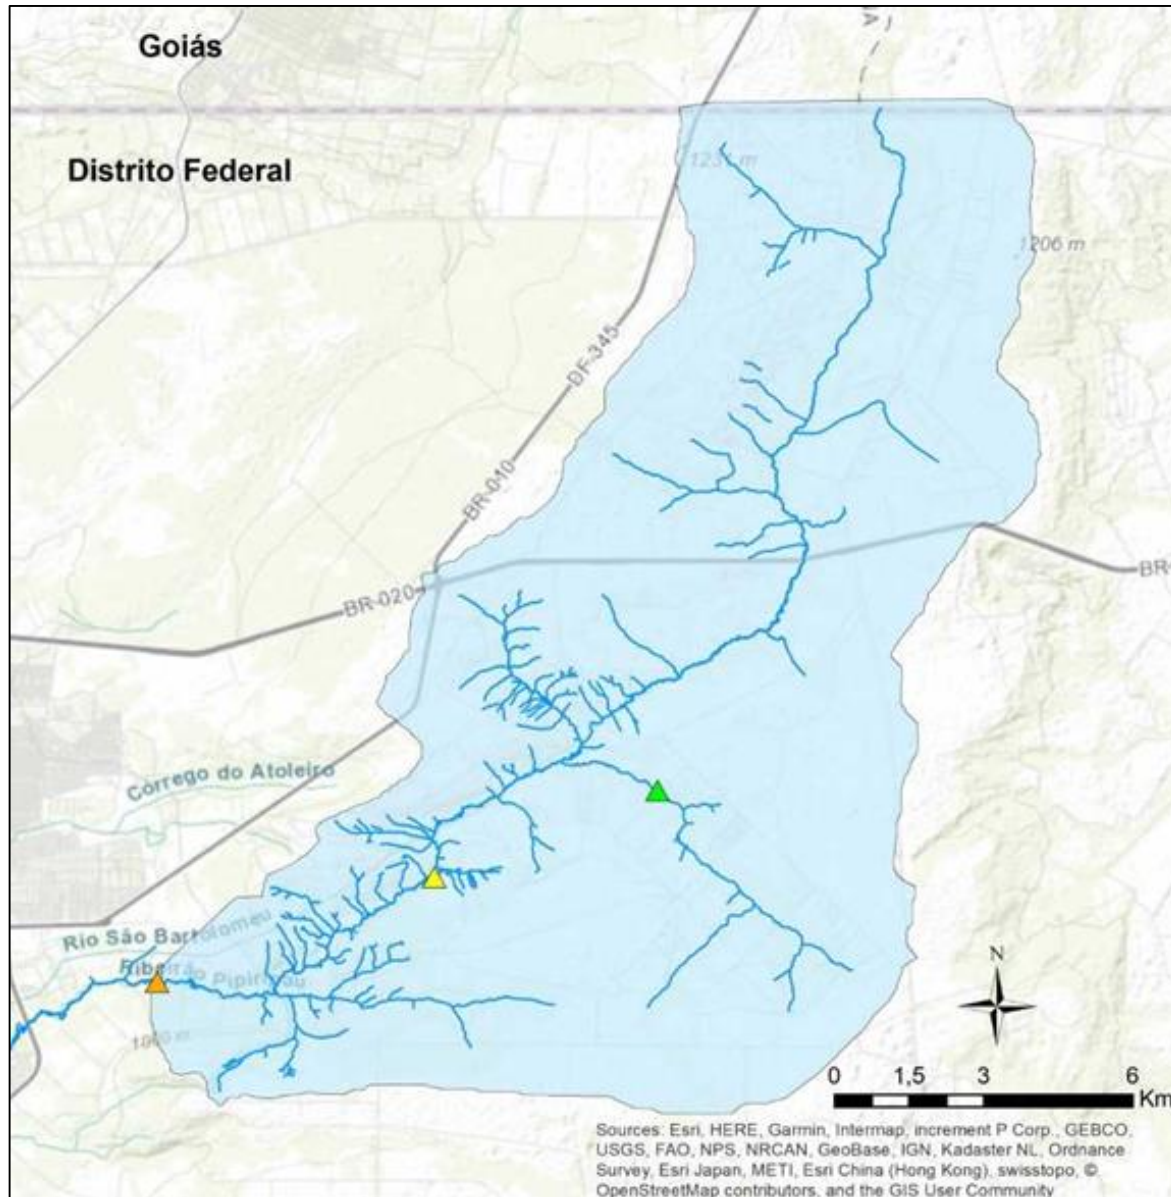 Goiás
Distrito Federal
1231 m
1206 m
DF-345
BR-010
BR-020
BR-
Córrego do Atoleiro
Rio São Bartolomeu
Ribeirão Pipiripau
N
0 1,5 3 6
Km
Sources: Esri, HERE, Garmin, Intermap, increment P Corp., GEBCO,
USGS, FAO, NPS, NRCAN, GeoBase, IGN, Kadaster NL, Ordnance
Survey, Esri Japan, METI, Esri China (Hong Kong), swisstopo, ©
OpenStreetMap contributors, and the GIS User Community